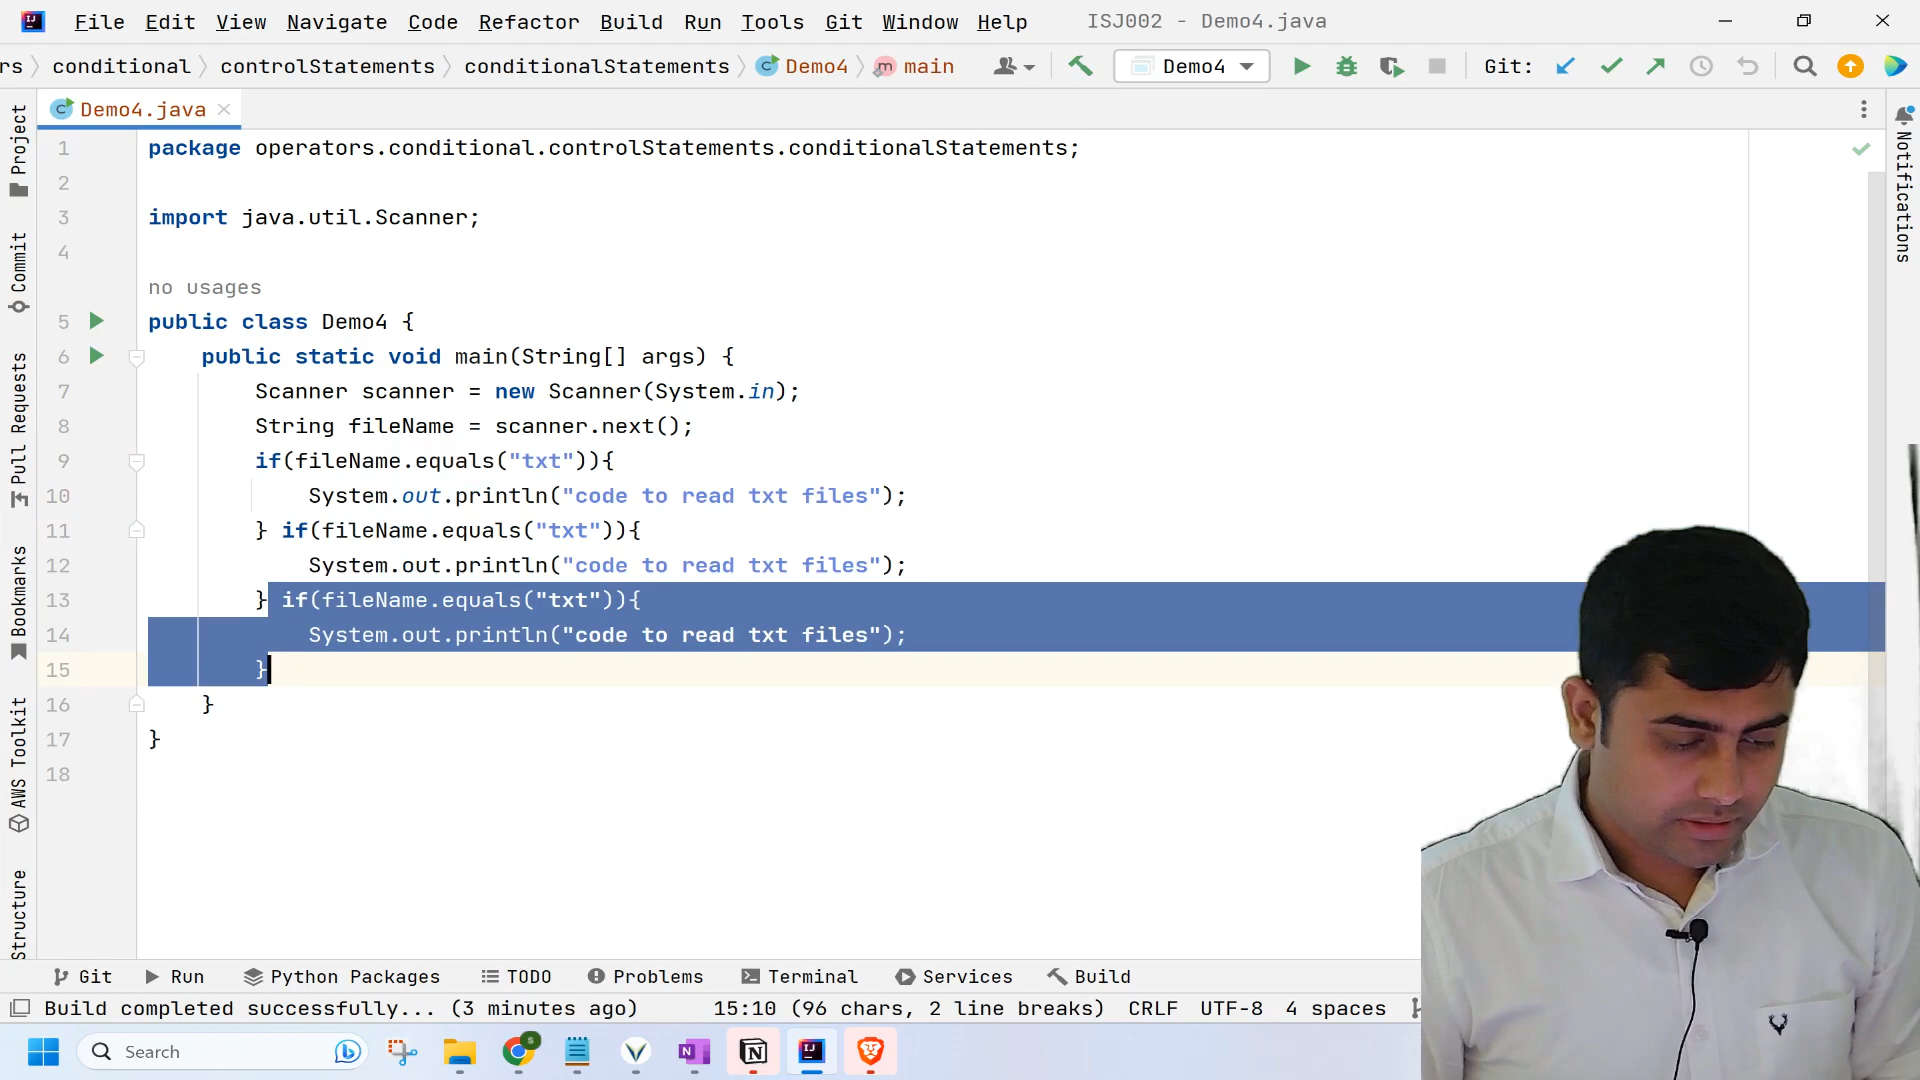 File Edit View Navigate Code Refactor Build Run Tools Git Window Help ISJ002 - Demo4.java
rs conditional controlStatements conditionalStatements Demo4 main Demo4 Git:
Demo4.java
Project
Commit
Pull Requests
Bookmarks
AWS Toolkit
Structure
Notifications
1 package operators.conditional.controlStatements.conditionalStatements;
2
3 import java.util.Scanner;
4
no usages
5 public class Demo4 {
6 public static void main(String[] args) {
7 Scanner scanner = new Scanner(System.in);
8 String fileName = scanner.next();
9 if(fileName.equals("txt")){
10 System.out.println("code to read txt files");
11 } if(fileName.equals("txt")){
12 System.out.println("code to read txt files");
13 } if(fileName.equals("txt")){
14 System.out.println("code to read txt files");
15 }
16 }
17 }
18
Git Run Python Packages TODO Problems Terminal Services Build
Build completed successfully... (3 minutes ago) 15:10 (96 chars, 2 line breaks) CRLF UTF-8 4 spaces
Search